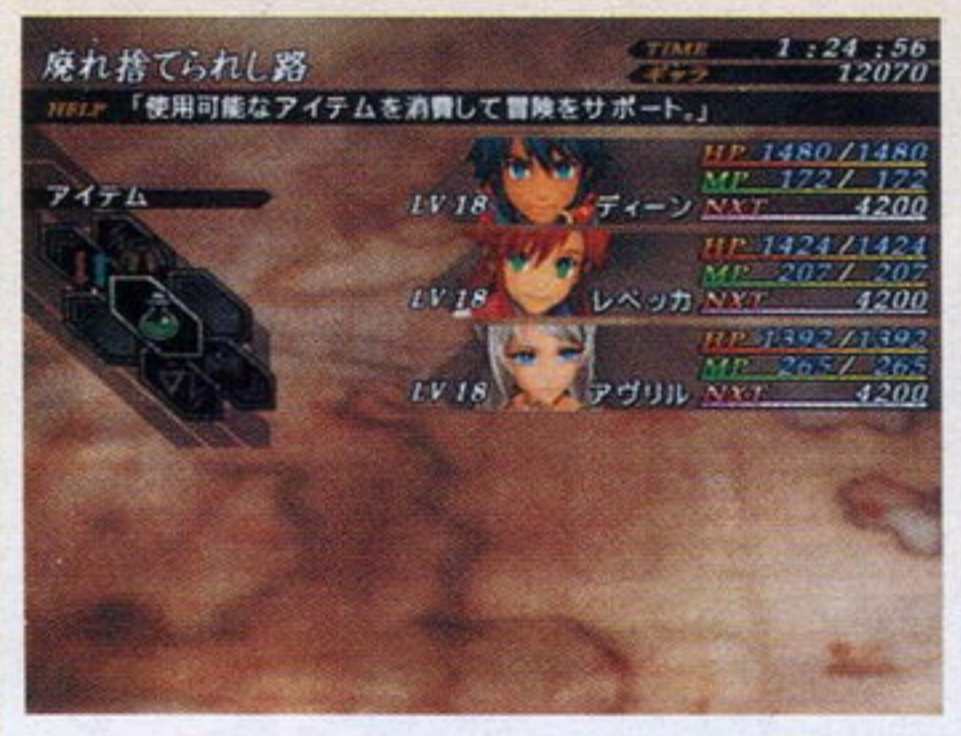 廃れ捨てられし路
TIME 1:24:56
ギャラ 12070
HELP 「使用可能なアイテムを消費して冒険をサポート。」
アイテム
HP 1480/1480
MP 172/ 172
LV 18 ディーン NXT 4200
HP 1424/1424
MP 207/ 207
LV 18 レベッカ NXT 4200
HP 1392/1392
MP 265/ 265
LV 18 アヴリル NXT 4200